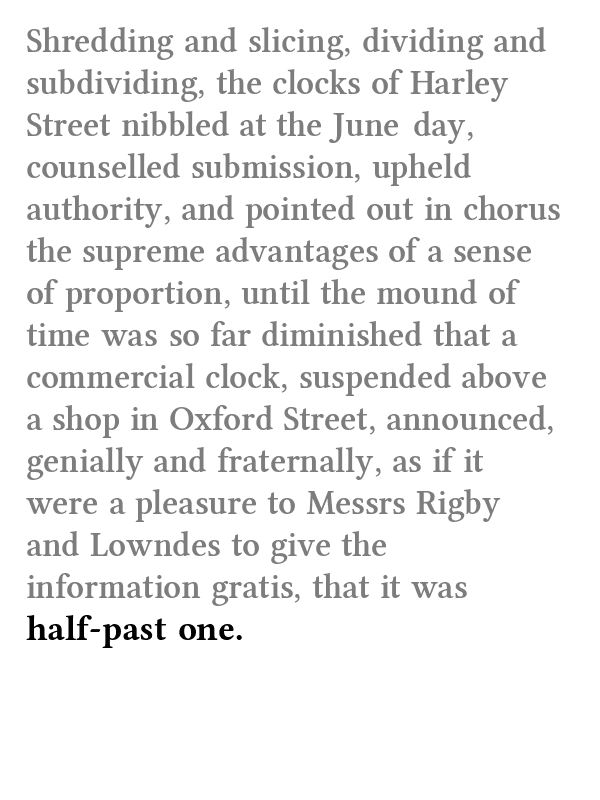 Shredding and slicing, dividing and
subdividing, the clocks of Harley
Street nibbled at the June day,
counselled submission, upheld
authority, and pointed out in chorus
the supreme advantages of a sense
of proportion, until the mound of
time was so far diminished that a
commercial clock, suspended above
a shop in Oxford Street, announced,
genially and fraternally, as if it
were a pleasure to Messrs Rigby
and Lowndes to give the
information gratis, that it was
half-past one.